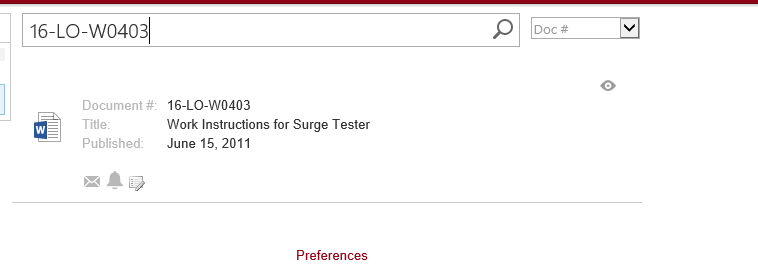 16-LO-W0403
Doc #
Document #: 16-LO-W0403
Title: Work Instructions for Surge Tester
Published: June 15, 2011
Preferences